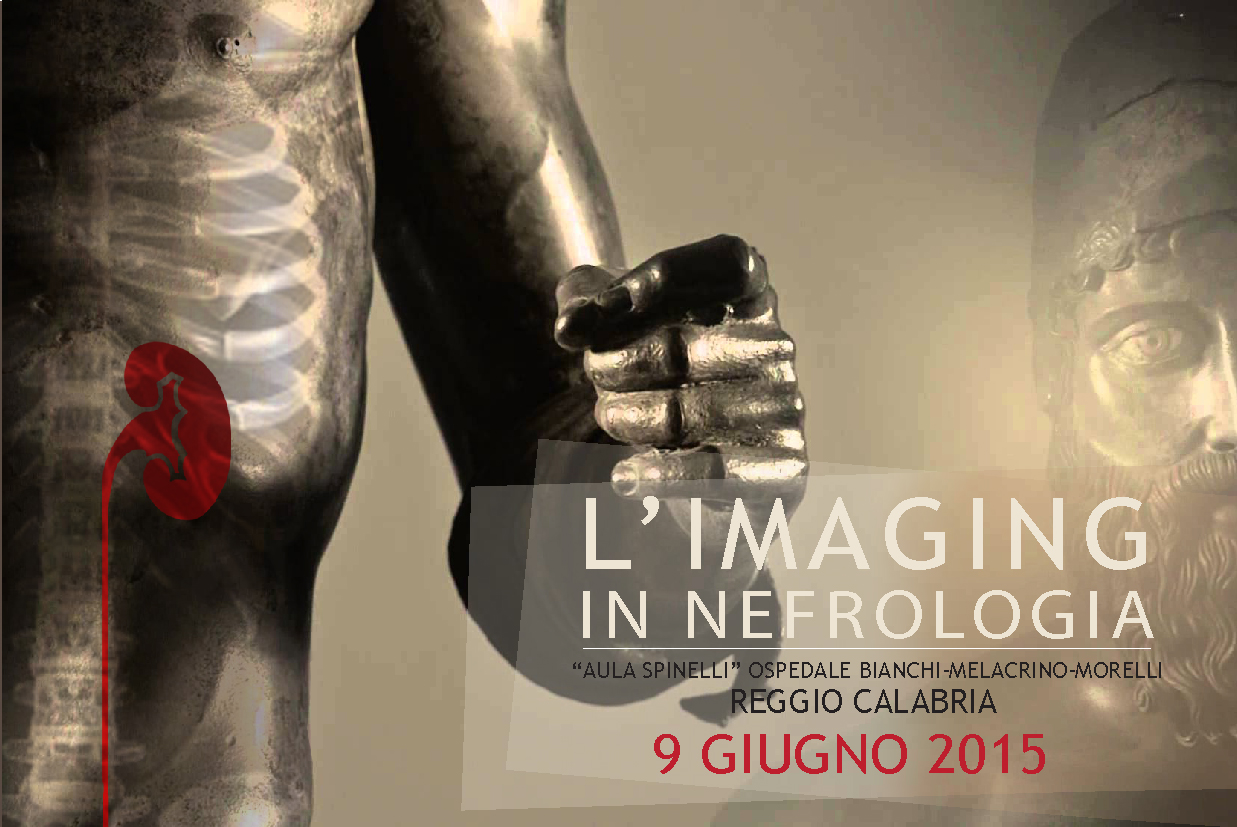 L'IMAGING
IN NEFROLOGIA
“AULA SPINELLI” OSPEDALE BIANCHI-MELACRINO-MORELLI
REGGIO CALABRIA
9 GIUGNO 2015